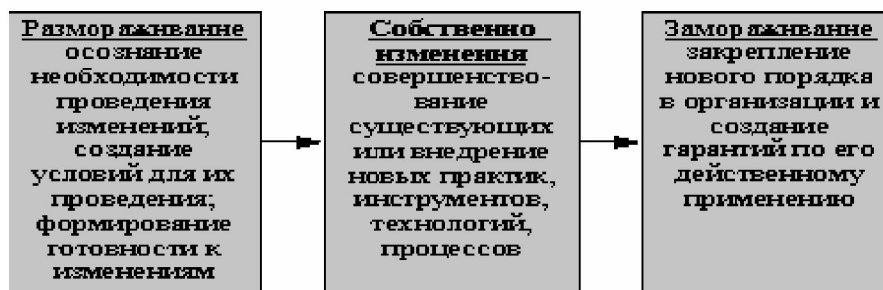 Размораживание
осознание
необходимости
проведения
изменений;
создание
условий для их
проведения;
формирование
готовности к
изменениям
Собственно
изменения
совершенство-
вание
существующих
или внедрение
новых практик,
инструментов,
технологий,
процессов
Замораживание
закрепление
нового порядка
в организации и
создание
гарантий по его
действенному
применению